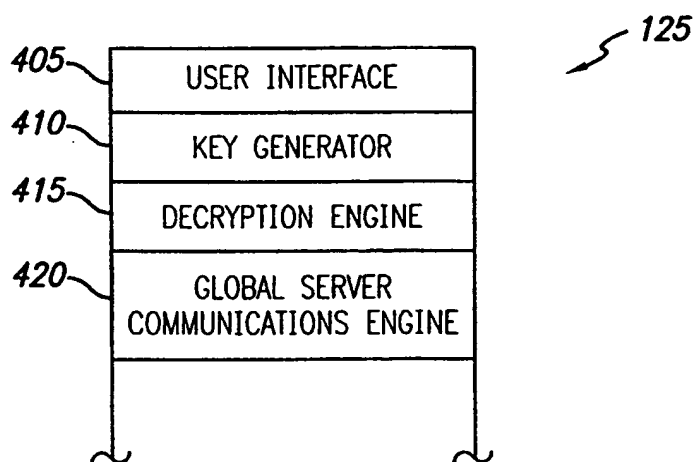 125
405
USER INTERFACE
410
KEY GENERATOR
415
DECRYPTION ENGINE
420
GLOBAL SERVER
COMMUNICATIONS ENGINE